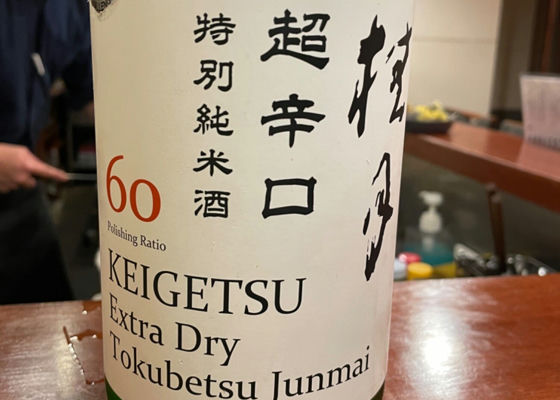 桂月
超辛口
特別純米酒
60
Polishing Ratio
KEIGETSU
Extra Dry
Tokubetsu Junmai